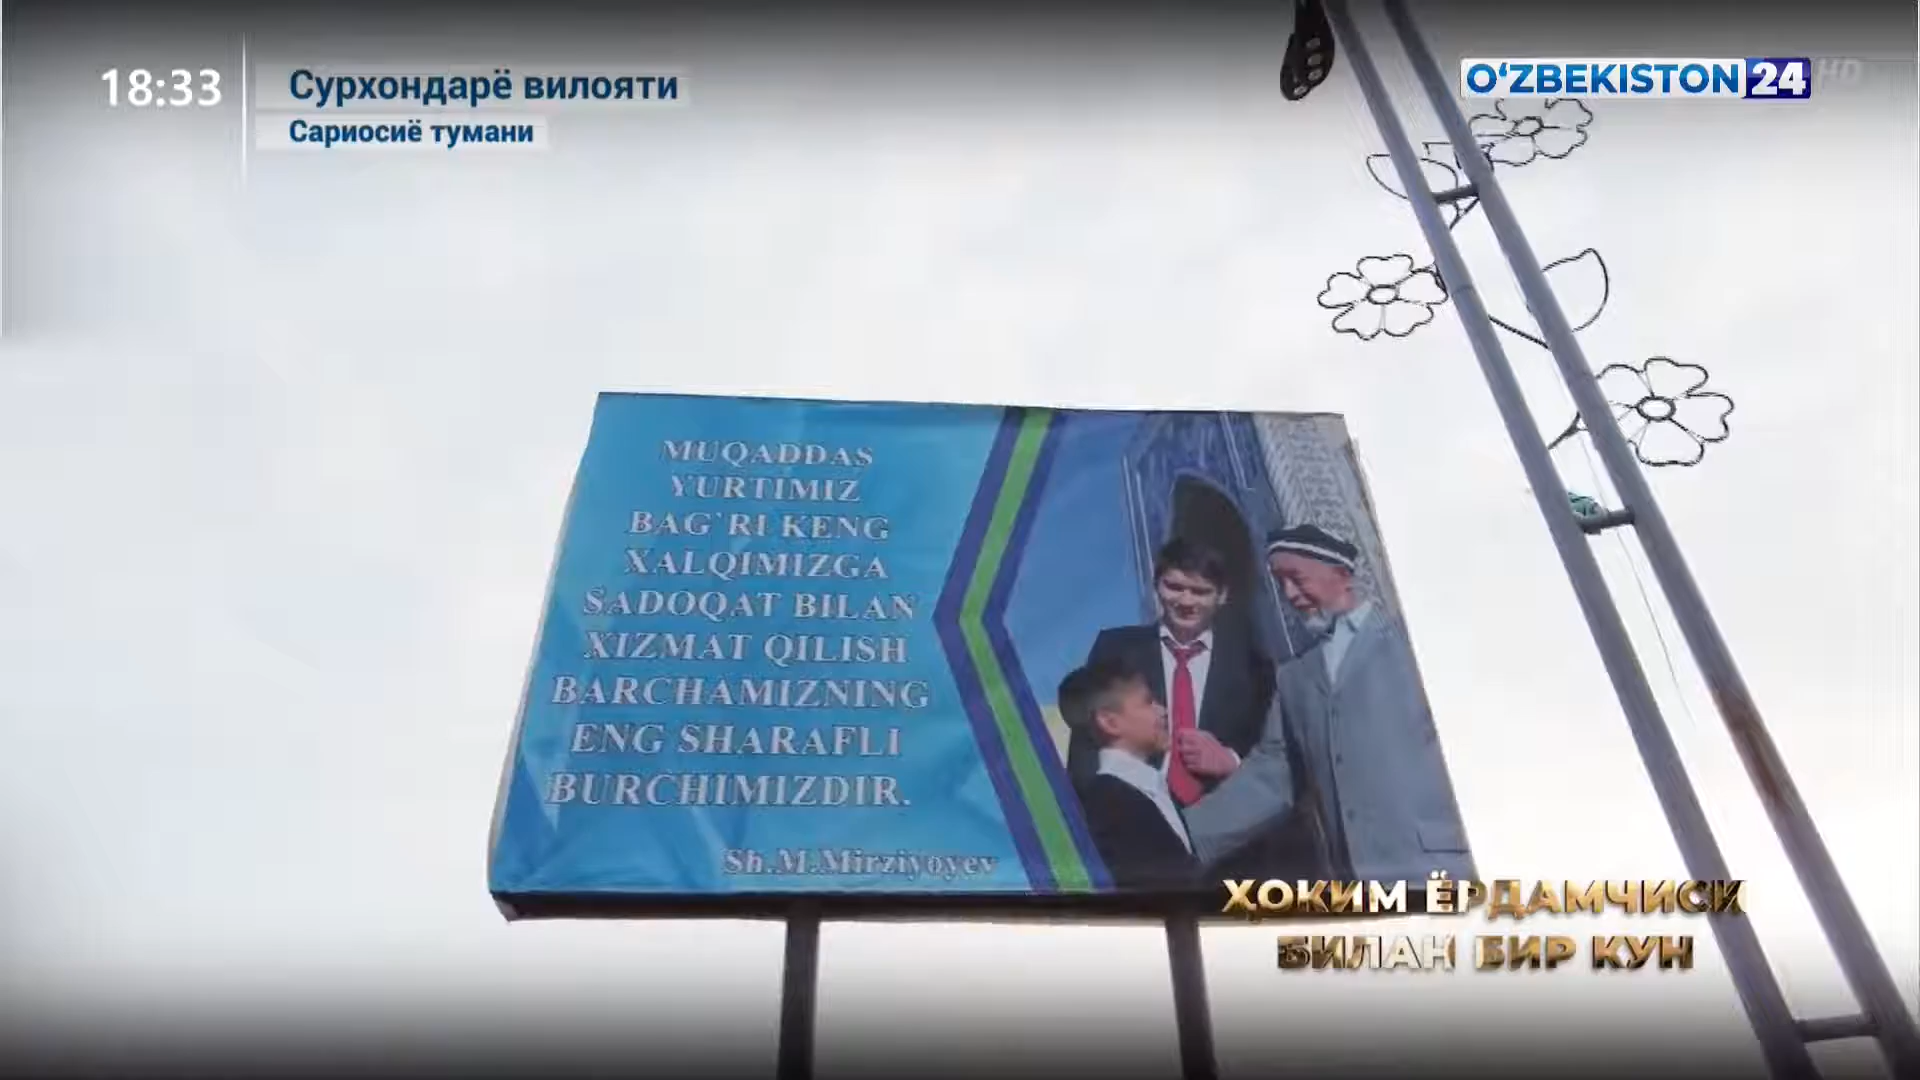 18:33
Сурхондарё вилояти
Сариосиё тумани
O‘ZBEKISTON 24 HD
MUQADDAS
YURTIMIZ
BAG`RI KENG
XALQIMIZGA
SADOQAT BILAN
XIZMAT QILISH
BARCHAMIZNING
ENG SHARAFLI
BURCHIMIZDIR.
Sh.M.Mirziyoyev
ҲОКИМ ЁРДАМЧИСИ
БИЛАН БИР КУН